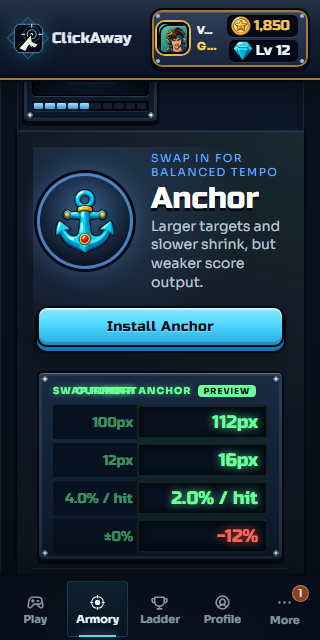 ClickAway
V...
G...
1,850
Lv 12
SWAP IN FOR
BALANCED TEMPO
Anchor
Larger targets and
slower shrink, but
weaker score
output.
Install Anchor
ANCHOR PREVIEW
100px 112px
12px 16px
4.0% / hit 2.0% / hit
±0% -12%
Play
Armory
Ladder
Profile
More
1